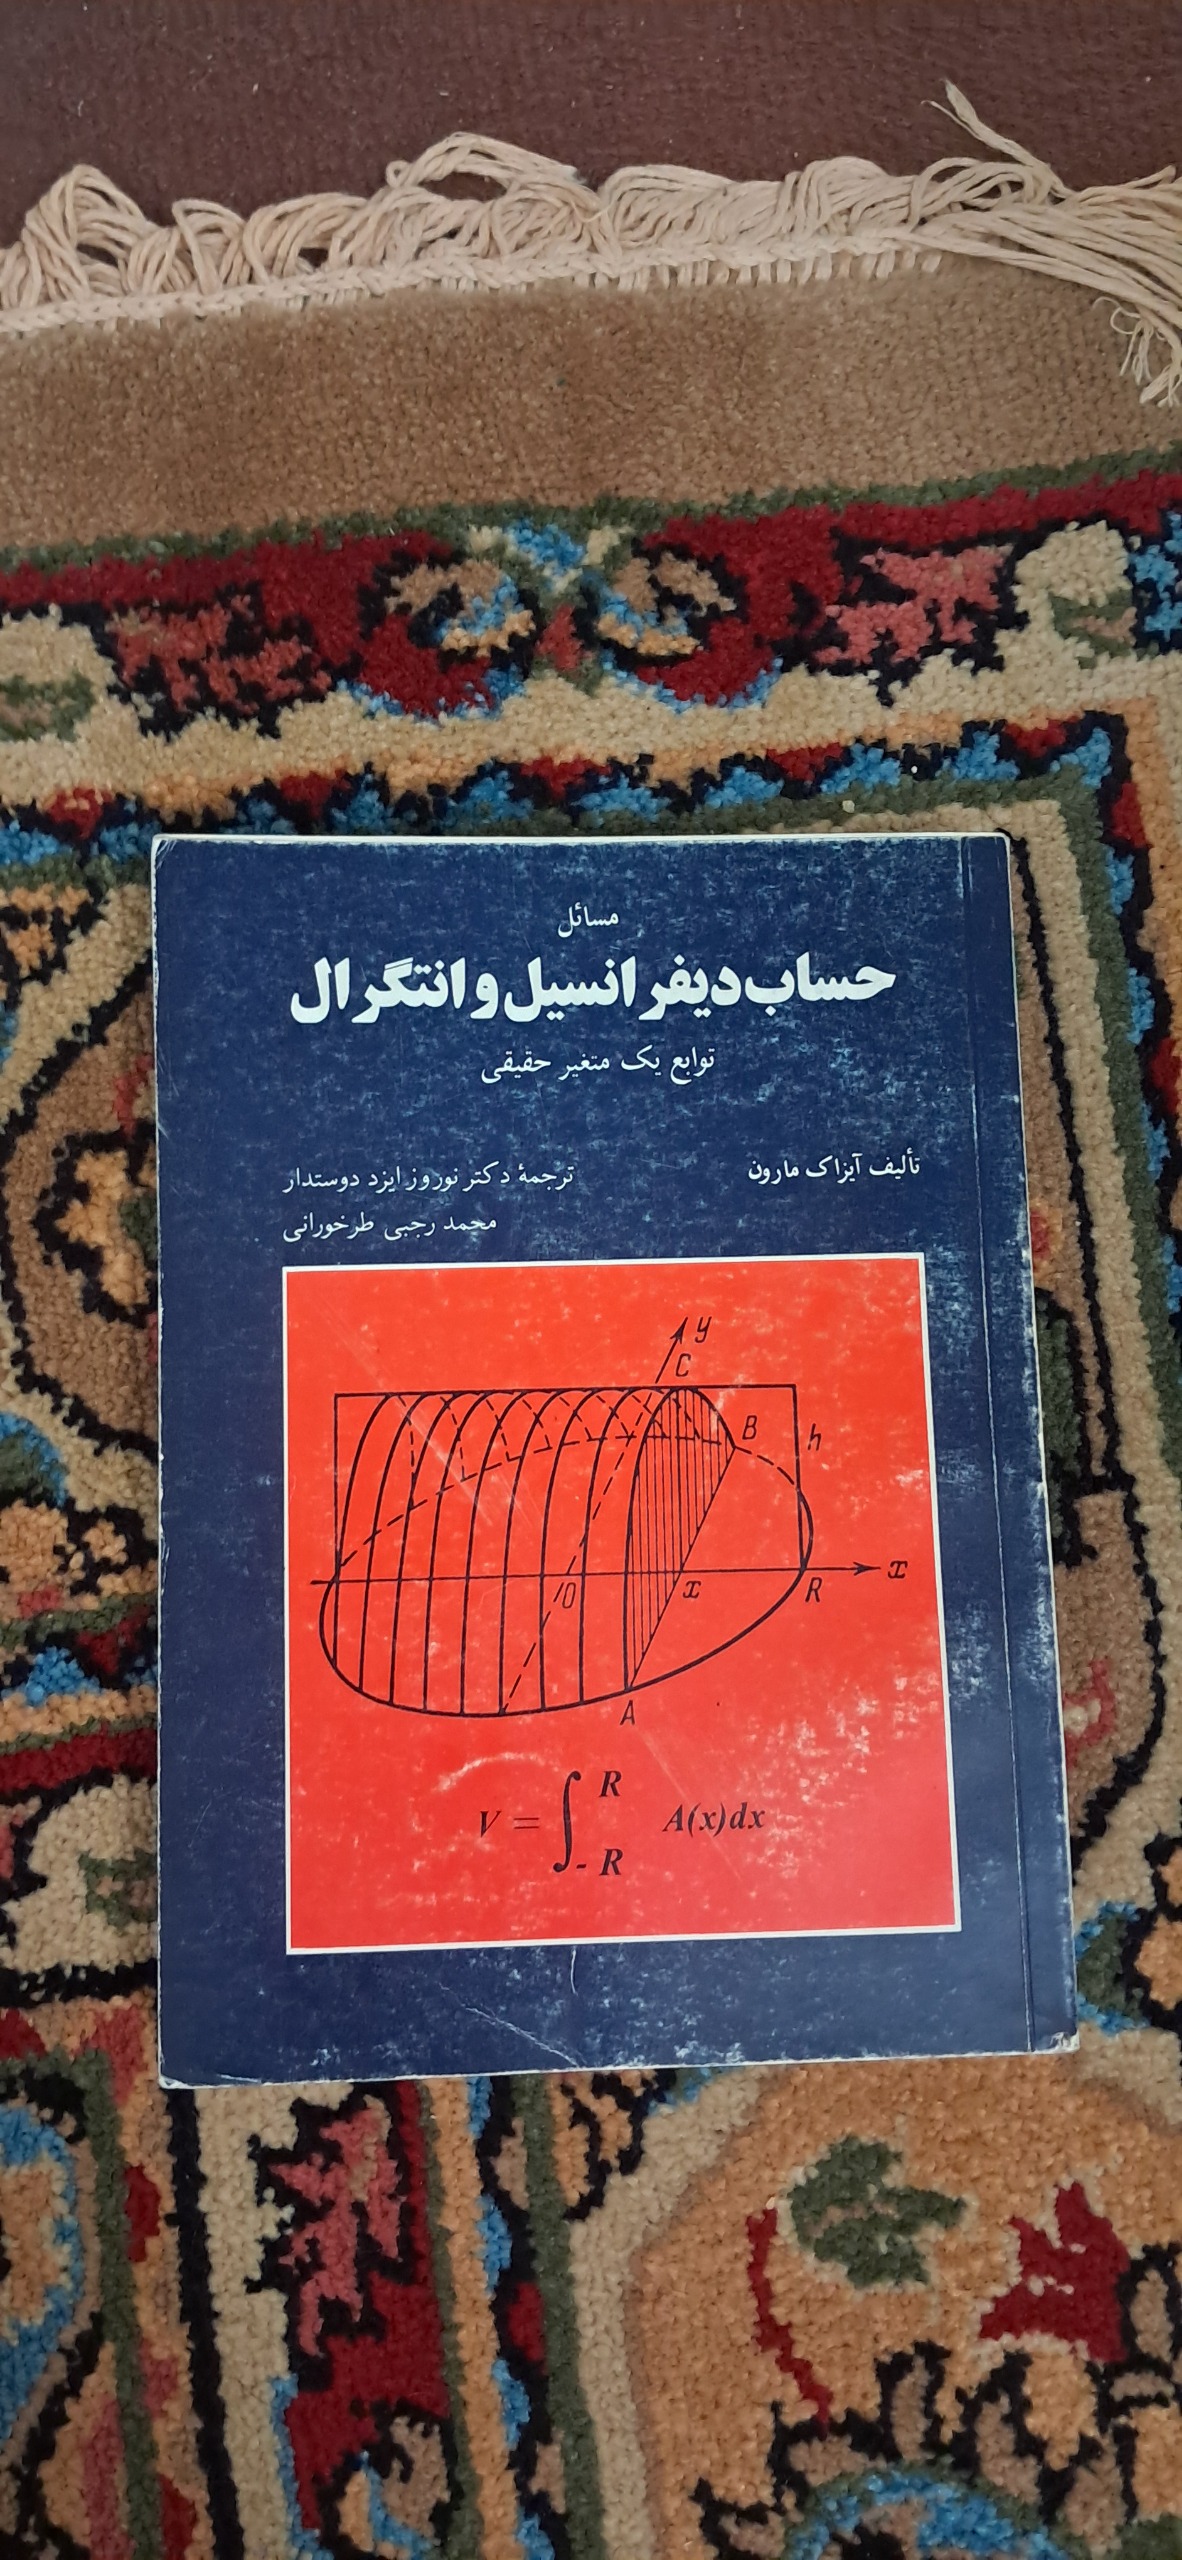 مسائل
حساب دیفرانسیل و انتگرال
توابع یک متغیر حقیقی
تألیف آیزاک مارون
ترجمهٔ دکتر نوروز ایزد دوستدار
محمد رجبی طرخورانی
y
C
B
h
x
O x R
A
V = ∫_{-R}^{R} A(x)dx